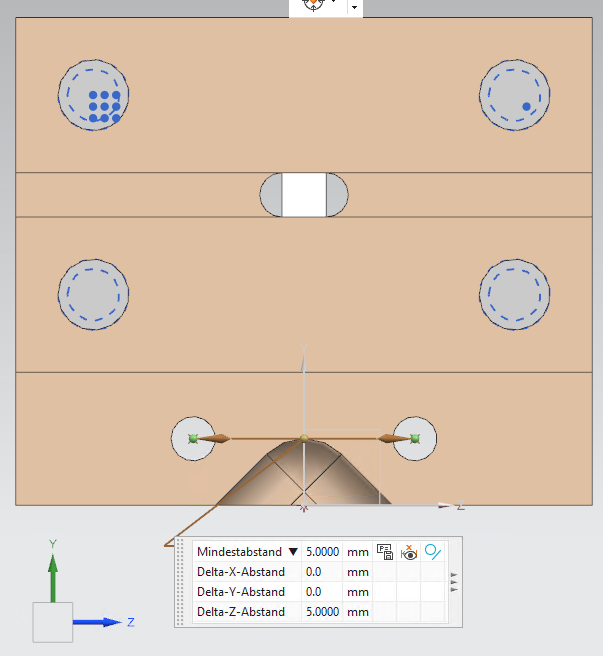 Z
Mindestabstand ▼ 5.0000 mm
Delta-X-Abstand 0.0 mm
Delta-Y-Abstand 0.0 mm
Delta-Z-Abstand 5.0000 mm
Y
Z